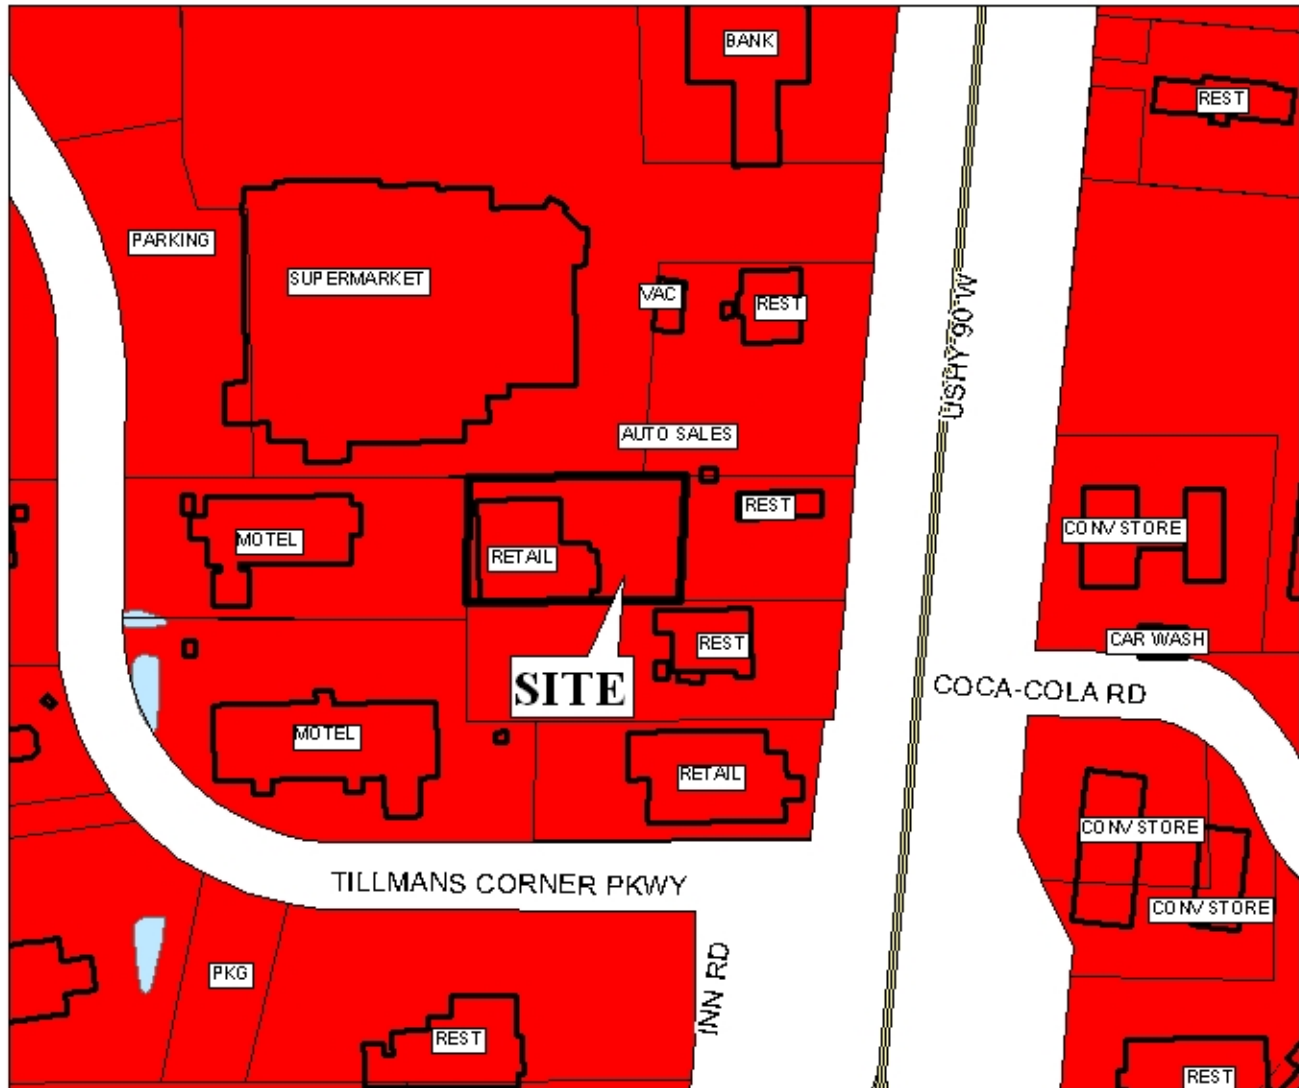 BANK
REST
PARKING
SUPERMARKET
VAC
REST
USHY 90 W
AUTO SALES
REST
MOTEL
RETAIL
CONV STORE
REST
CAR WASH
SITE
COCA-COLA RD
MOTEL
RETAIL
CONV STORE
TILLMANS CORNER PKWY
CONV STORE
PKG
INN RD
REST
REST